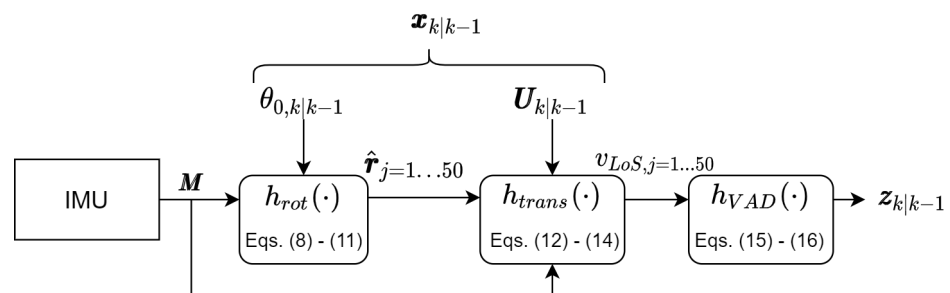 𝒙_{k|k−1}
θ_{0,k|k−1}
𝑼_{k|k−1}
IMU
𝑴
h_{rot}(·)
Eqs. (8) - (11)
𝒓̂_{j=1…50}
h_{trans}(·)
Eqs. (12) - (14)
v_{LoS,j=1…50}
h_{VAD}(·)
Eqs. (15) - (16)
𝒛_{k|k−1}